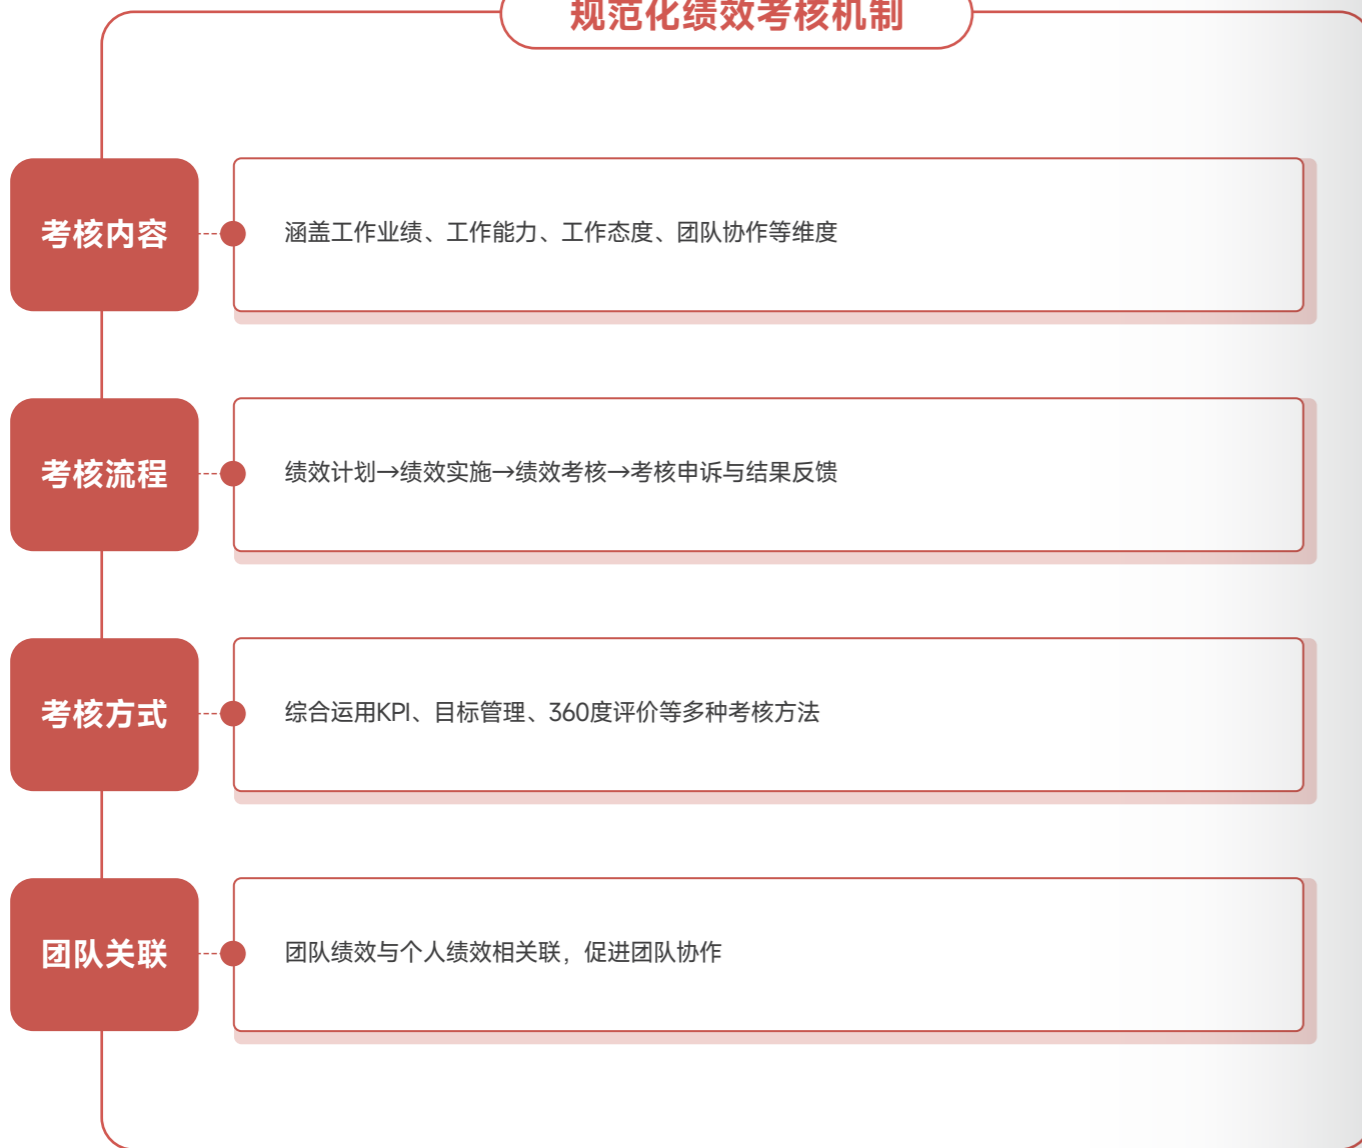 规范化绩效考核机制
考核内容
涵盖工作业绩、工作能力、工作态度、团队协作等维度
考核流程
绩效计划→绩效实施→绩效考核→考核申诉与结果反馈
考核方式
综合运用KPI、目标管理、360度评价等多种考核方法
团队关联
团队绩效与个人绩效相关联，促进团队协作